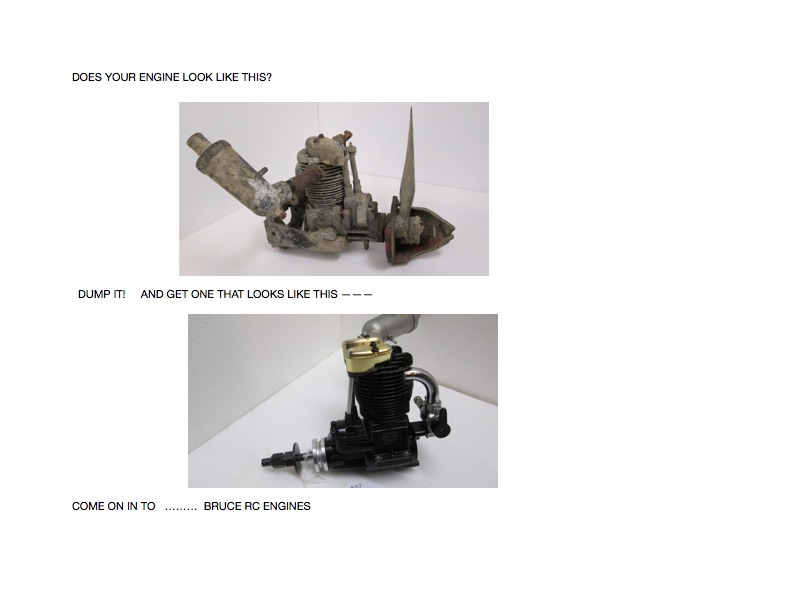 DOES YOUR ENGINE LOOK LIKE THIS?
DUMP IT! AND GET ONE THAT LOOKS LIKE THIS — — —
COME ON IN TO ......... BRUCE RC ENGINES